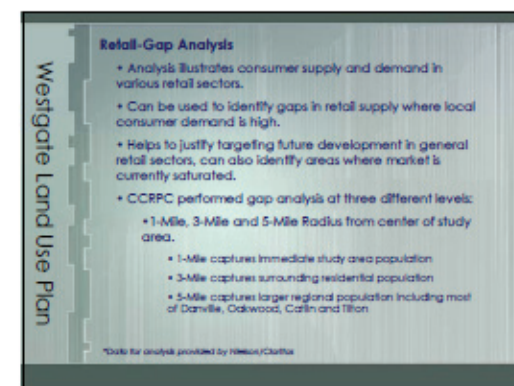 Westgate Land Use Plan
Retail-Gap Analysis
• Analysis illustrates consumer supply and demand in
various retail sectors.
• Can be used to identify gaps in retail supply where local
consumer demand is high.
• Helps to justify targeting future development in general
retail sectors, can also identify areas where market is
currently saturated.
• CCRPC performed gap analysis at three different levels:
•1-Mile, 3-Mile and 5-Mile Radius from center of study
area.
• 1-Mile captures immediate study area population
• 3-Mile captures surrounding residential population
• 5-Mile captures larger regional population including most
of Danville, Oakwood, Catlin and Tilton
*Data for analysis provided by Nielson/Claritas